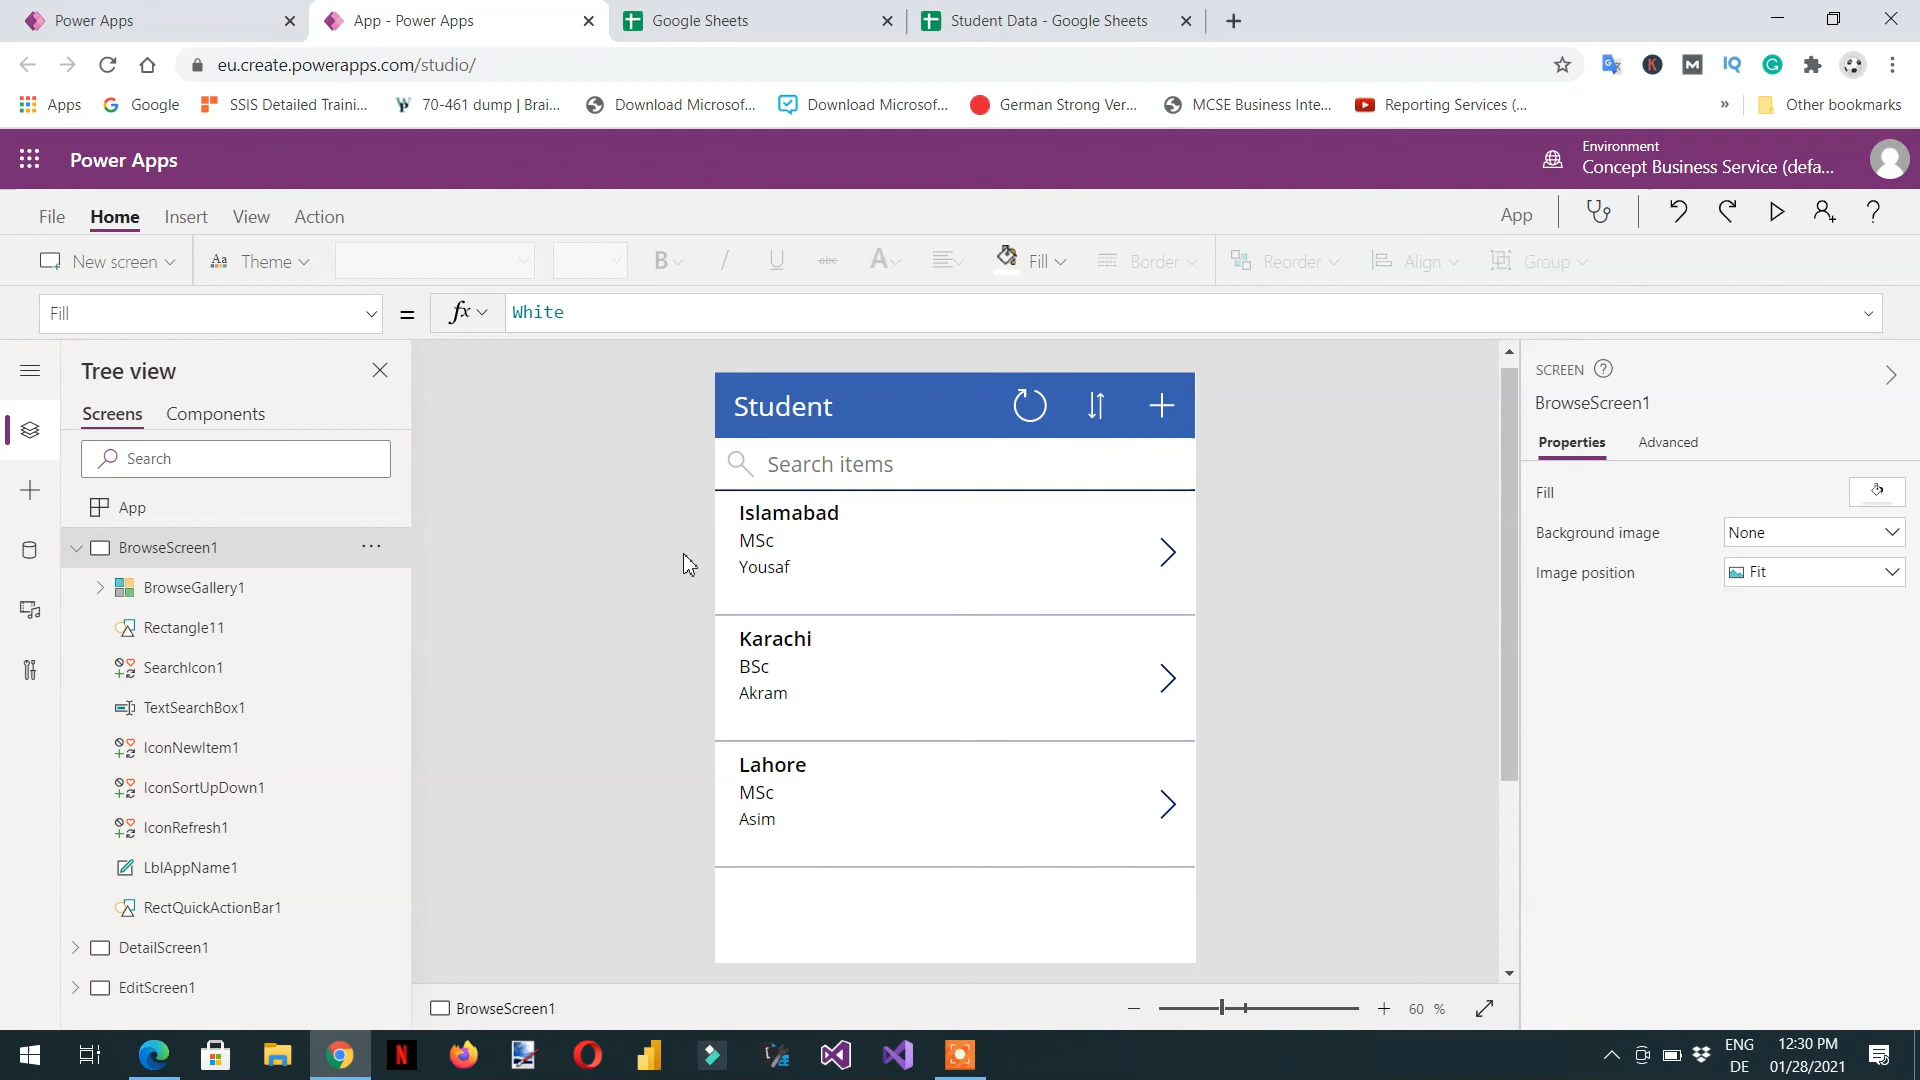 Power Apps
App - Power Apps
Google Sheets
Student Data - Google Sheets
eu.create.powerapps.com/studio/
Apps
Google
SSIS Detailed Traini...
70-461 dump | Brai...
Download Microsof...
Download Microsof...
German Strong Ver...
MCSE Business Inte...
Reporting Services (...
»
Other bookmarks
Power Apps
Environment
Concept Business Service (defa...
File
Home
Insert
View
Action
App
New screen
Theme
B
/
U
abc
A
Fill
Border
Reorder
Align
Group
Fill
=
fx
White
Tree view
Screens
Components
Search
App
BrowseScreen1
...
BrowseGallery1
Rectangle11
SearchIcon1
TextSearchBox1
IconNewItem1
IconSortUpDown1
IconRefresh1
LblAppName1
RectQuickActionBar1
DetailScreen1
EditScreen1
Student
Search items
Islamabad
MSc
Yousaf
Karachi
BSc
Akram
Lahore
MSc
Asim
BrowseScreen1
60 %
SCREEN
BrowseScreen1
Properties
Advanced
Fill
Background image
None
Image position
Fit
ENG
DE
12:30 PM
01/28/2021